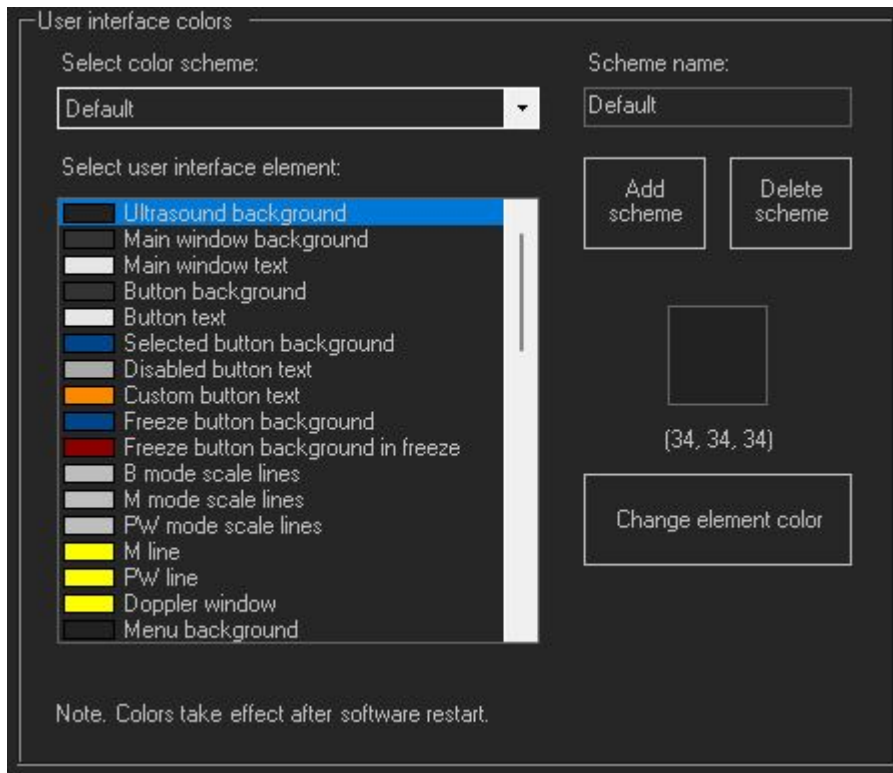 User interface colors
Select color scheme:
Default
Select user interface element:
Ultrasound background
Main window background
Main window text
Button background
Button text
Selected button background
Disabled button text
Custom button text
Freeze button background
Freeze button background in freeze
B mode scale lines
M mode scale lines
PW mode scale lines
M line
PW line
Doppler window
Menu background
Scheme name:
Default
Add
scheme
Delete
scheme
(34, 34, 34)
Change element color
Note. Colors take effect after software restart.